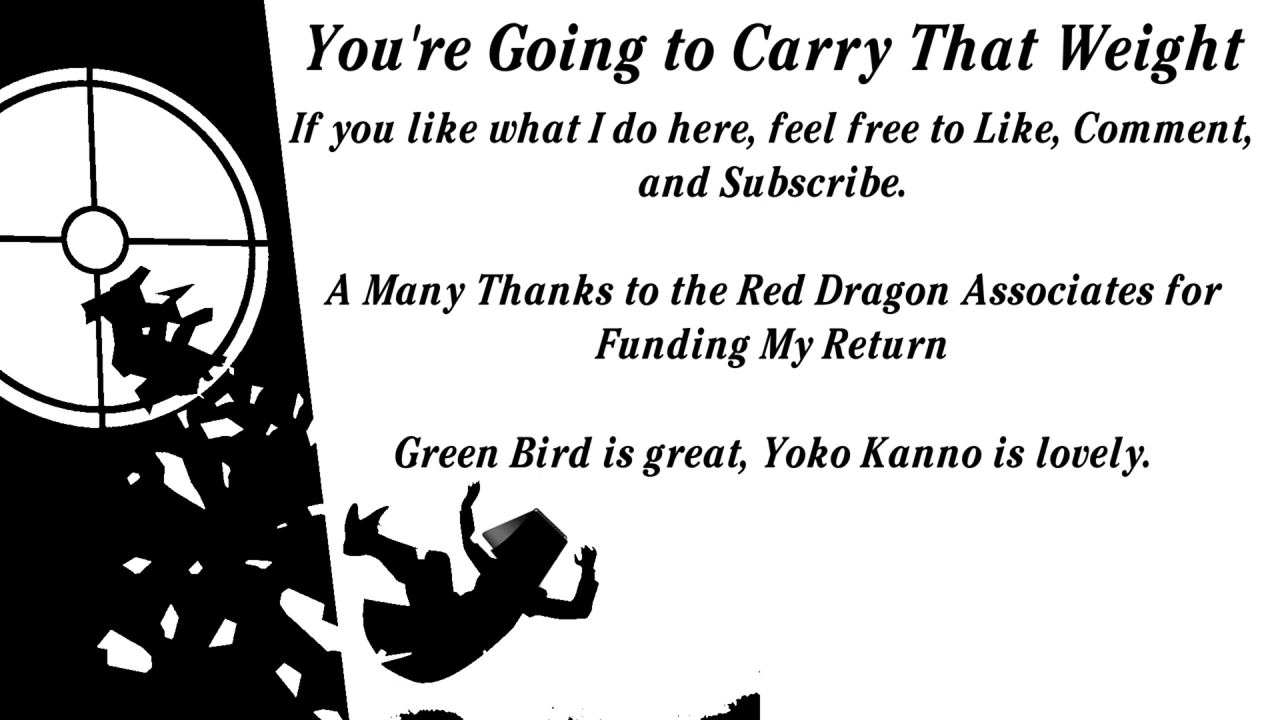 You're Going to Carry That Weight
If you like what I do here, feel free to Like, Comment,
and Subscribe.
A Many Thanks to the Red Dragon Associates for
Funding My Return
Green Bird is great, Yoko Kanno is lovely.